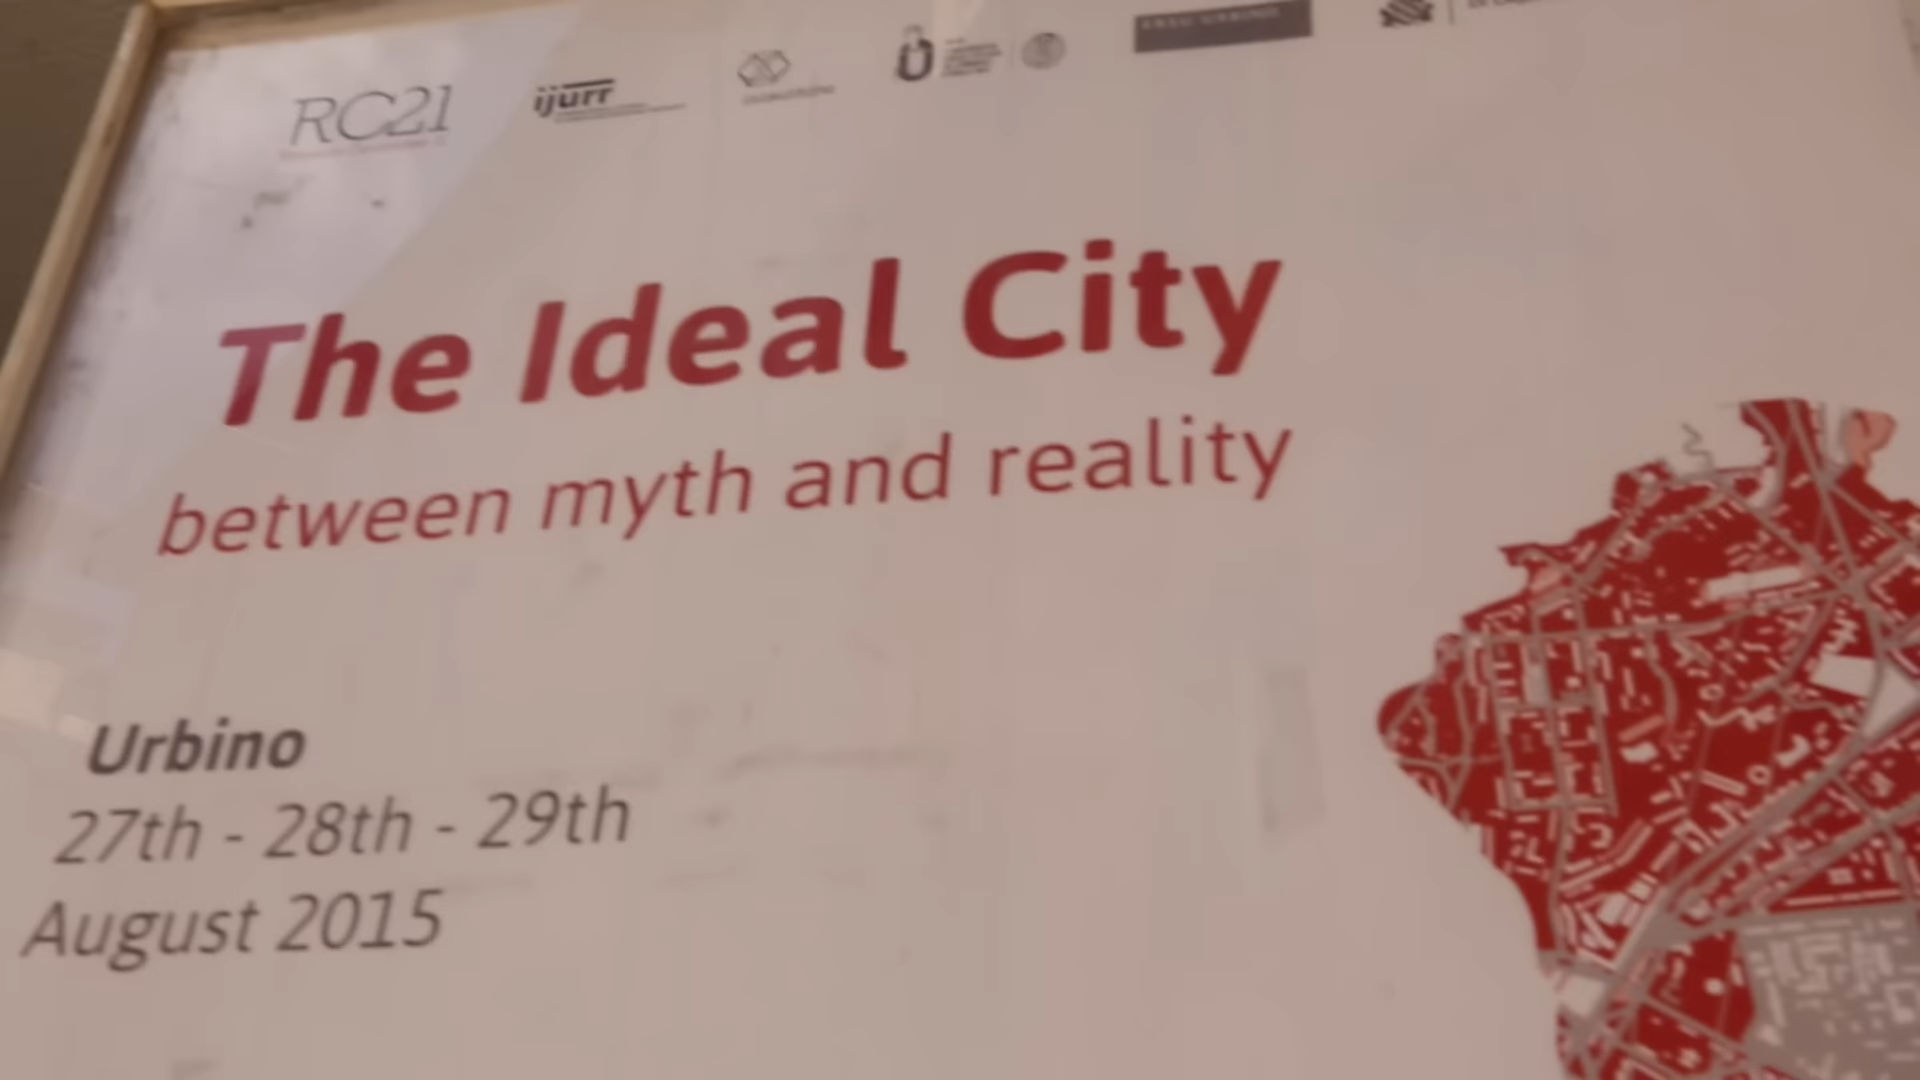 RC21
ijurr
The Ideal City
between myth and reality
Urbino
27th - 28th - 29th
August 2015